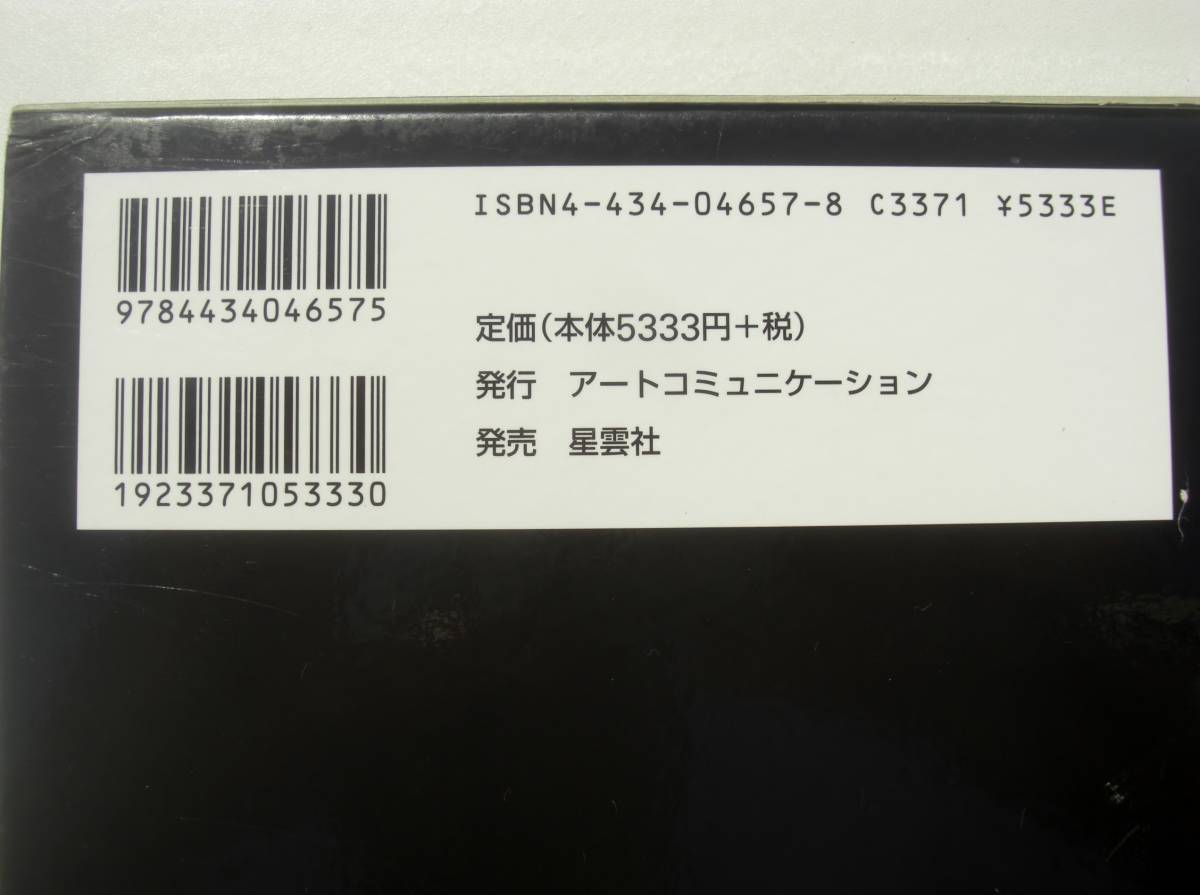 9784434046575
1923371053330
ISBN4-434-04657-8 C3371 ¥5333E
定価(本体5333円+税)
発行 アートコミュニケーション
発売 星雲社